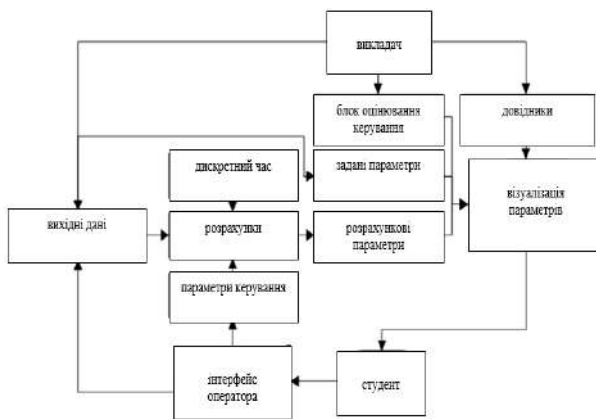 викладач
блок оцінювання
керування
довідники
дискретний час
задані параметри
візуалізація
параметрів
вихідні дані
розрахунки
розрахункові
параметри
параметри керування
інтерфейс
оператора
студент